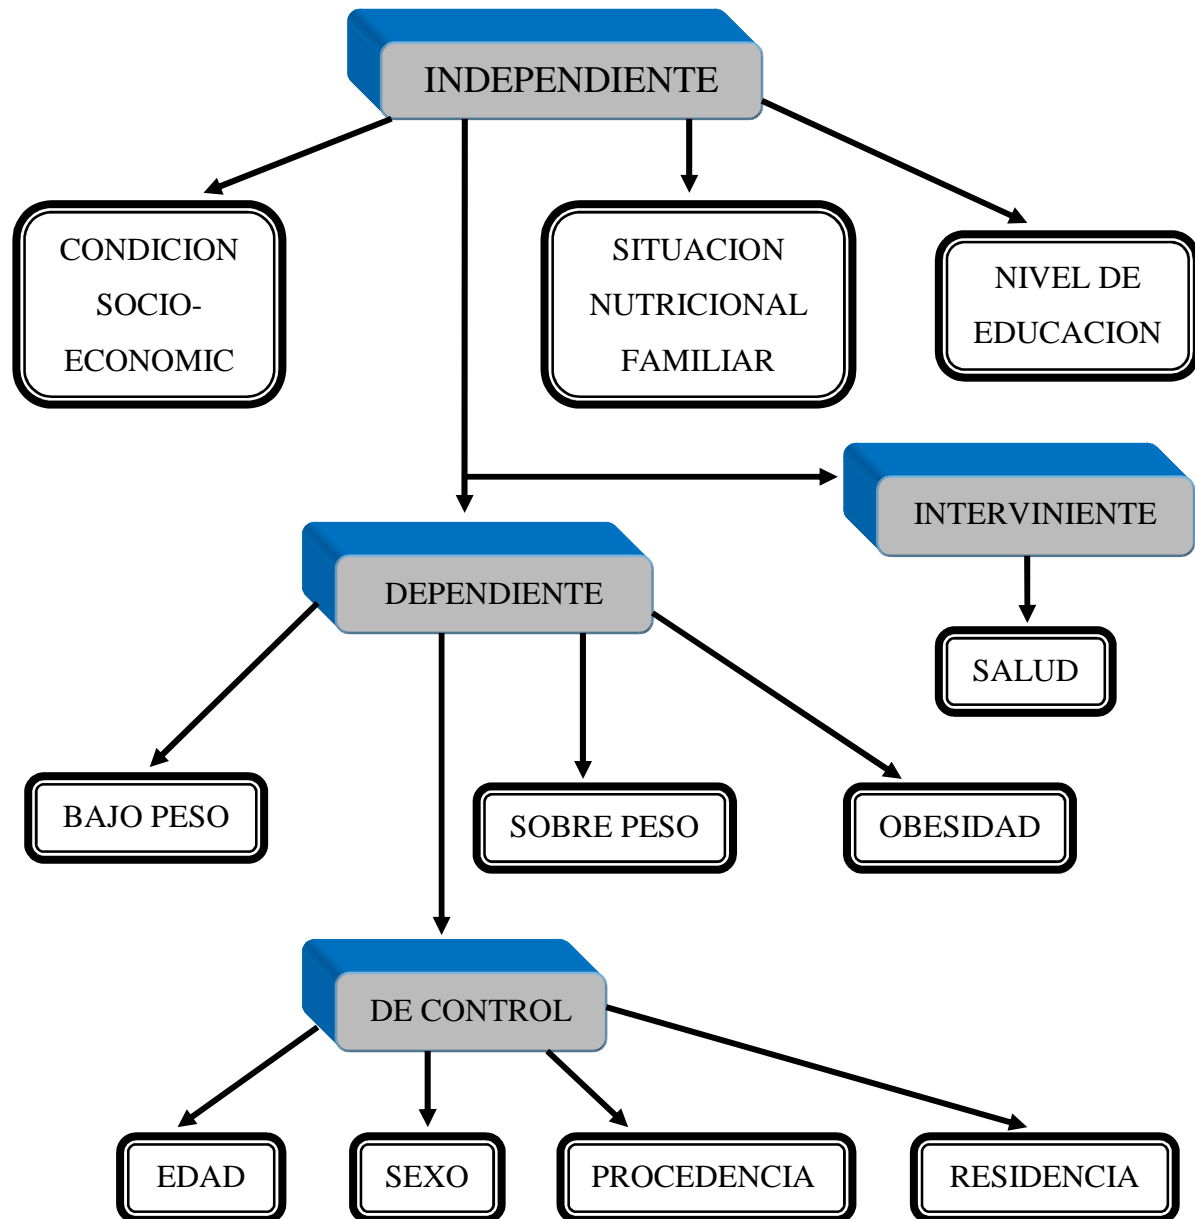 INDEPENDIENTE
CONDICION
SOCIO-
ECONOMIC
SITUACION
NUTRICIONAL
FAMILIAR
NIVEL DE
EDUCACION
INTERVINIENTE
DEPENDIENTE
SALUD
BAJO PESO
SOBRE PESO
OBESIDAD
DE CONTROL
EDAD
SEXO
PROCEDENCIA
RESIDENCIA